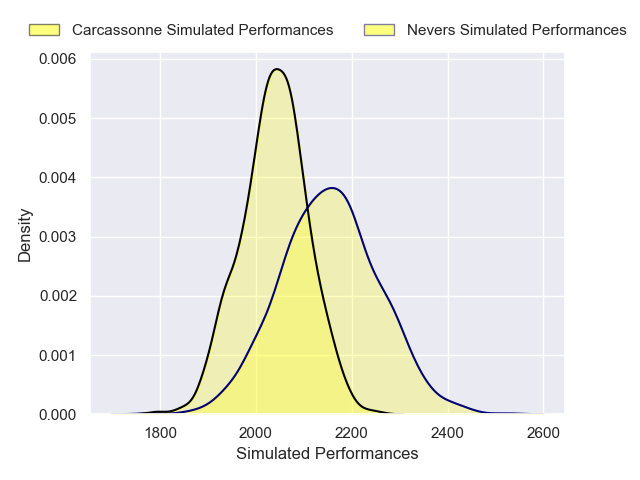 Carcassonne Simulated Performances Nevers Simulated Performances
0.006
0.005
0.004
0.003
0.002
0.001
0.000
Density
1800 2000 2200 2400 2600
Simulated Performances